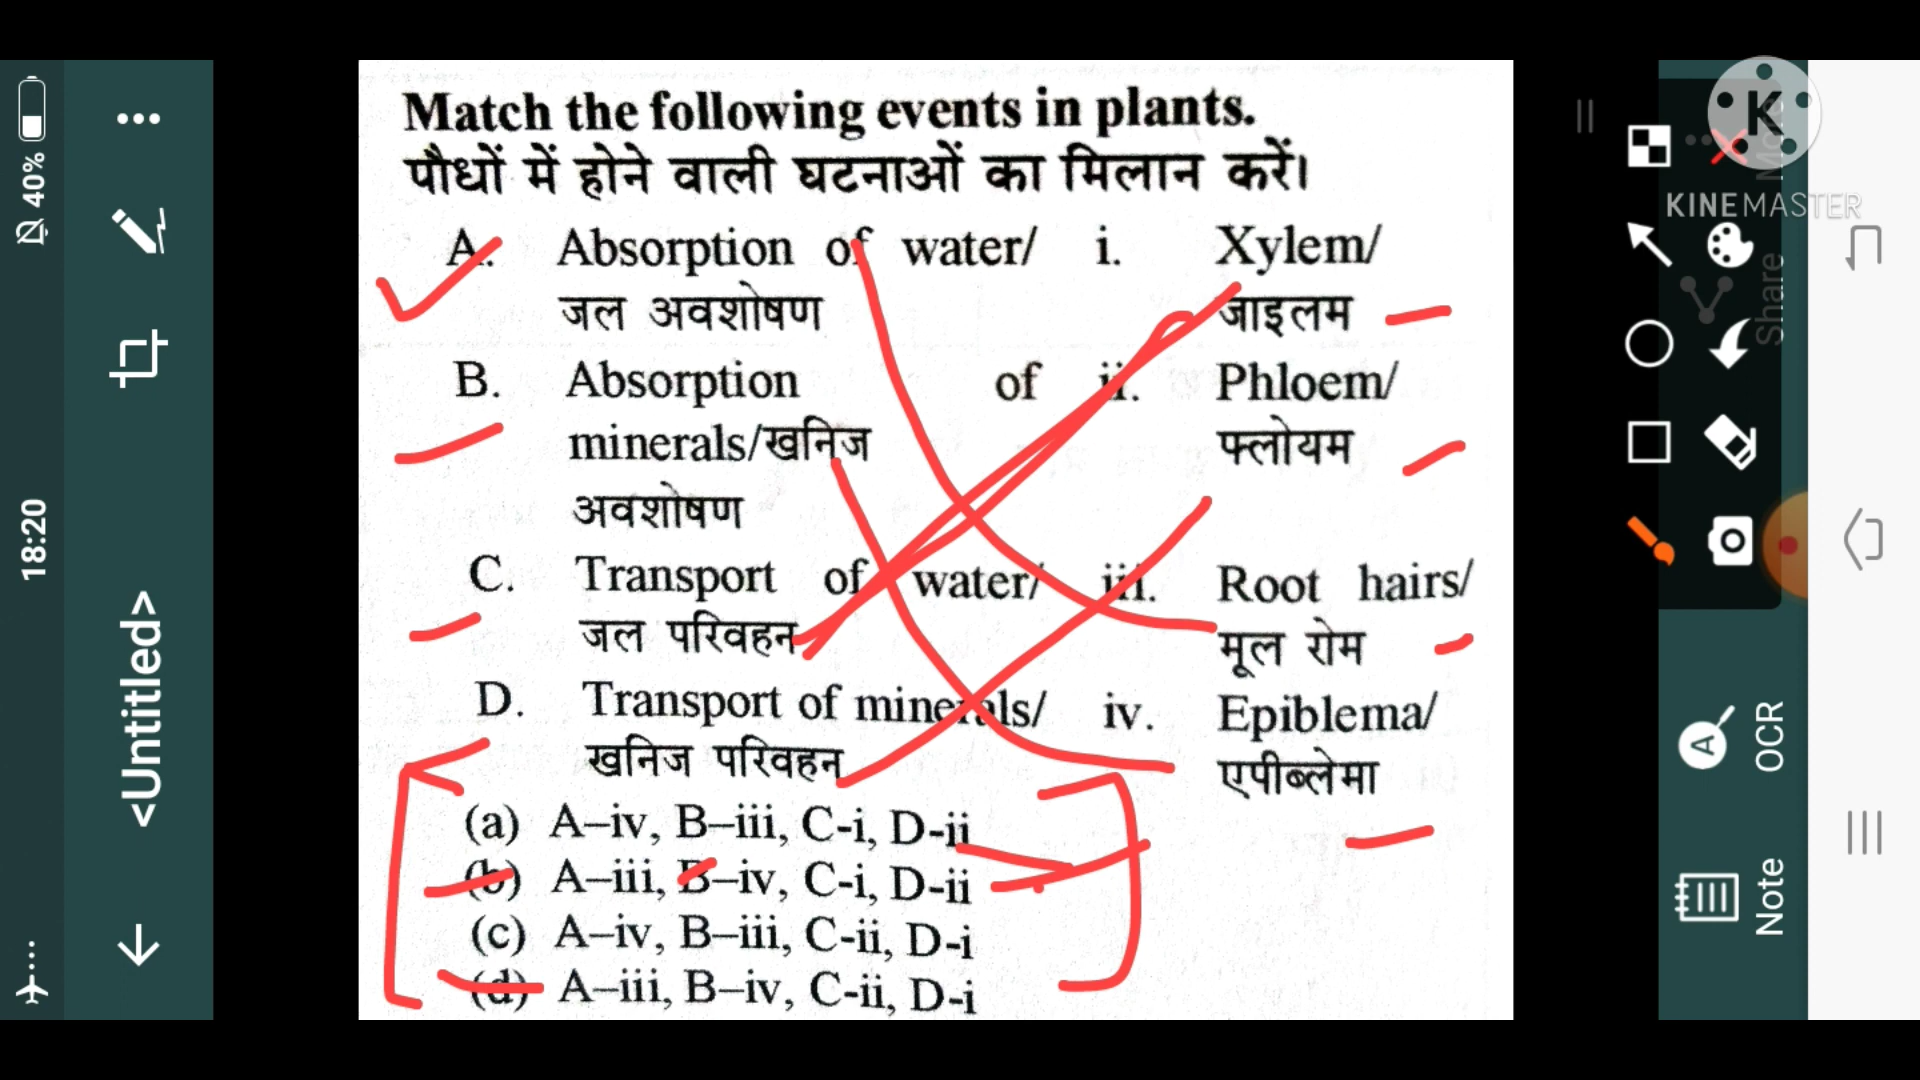 Match the following events in plants.
पौधों में होने वाली घटनाओं का मिलान करें।
A. Absorption of water/ i. Xylem/
जल अवशोषण जाइलम
B. Absorption of ii. Phloem/
minerals/खनिज फ्लोयम
अवशोषण
C. Transport of water/ iii. Root hairs/
जल परिवहन मूल रोम
D. Transport of minerals/ iv. Epiblema/
खनिज परिवहन एपीब्लेमा
(a) A–iv, B–iii, C-i, D-ii
(b) A–iii, B–iv, C-i, D-ii
(c) A–iv, B–iii, C-ii, D-i
(d) A–iii, B–iv, C-ii, D-i
40%
18:20
<Untitled>
K
KINEMASTER
More
Share
A
OCR
Note